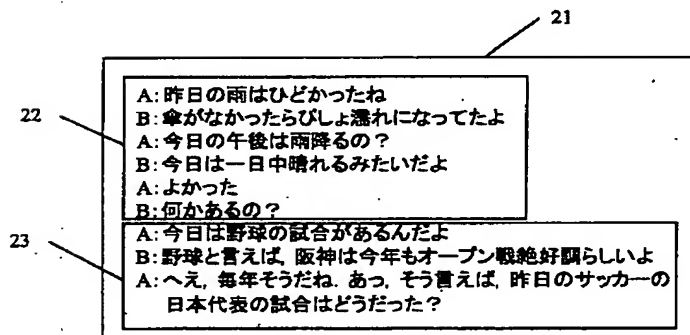 21
22
A:昨日の雨はひどかったね
B:傘がなかったらびしょ濡れになってたよ
A:今日の午後は雨降るの？
B:今日は一日中晴れるみたいだよ
A:よかった
B:何かあるの？
23
A:今日は野球の試合があるんだよ
B:野球と言えば, 阪神は今年もオープン戦絶好調らしいよ
A:へえ, 毎年そうだね. あっ, そう言えば, 昨日のサッカーの
日本代表の試合はどうだった？